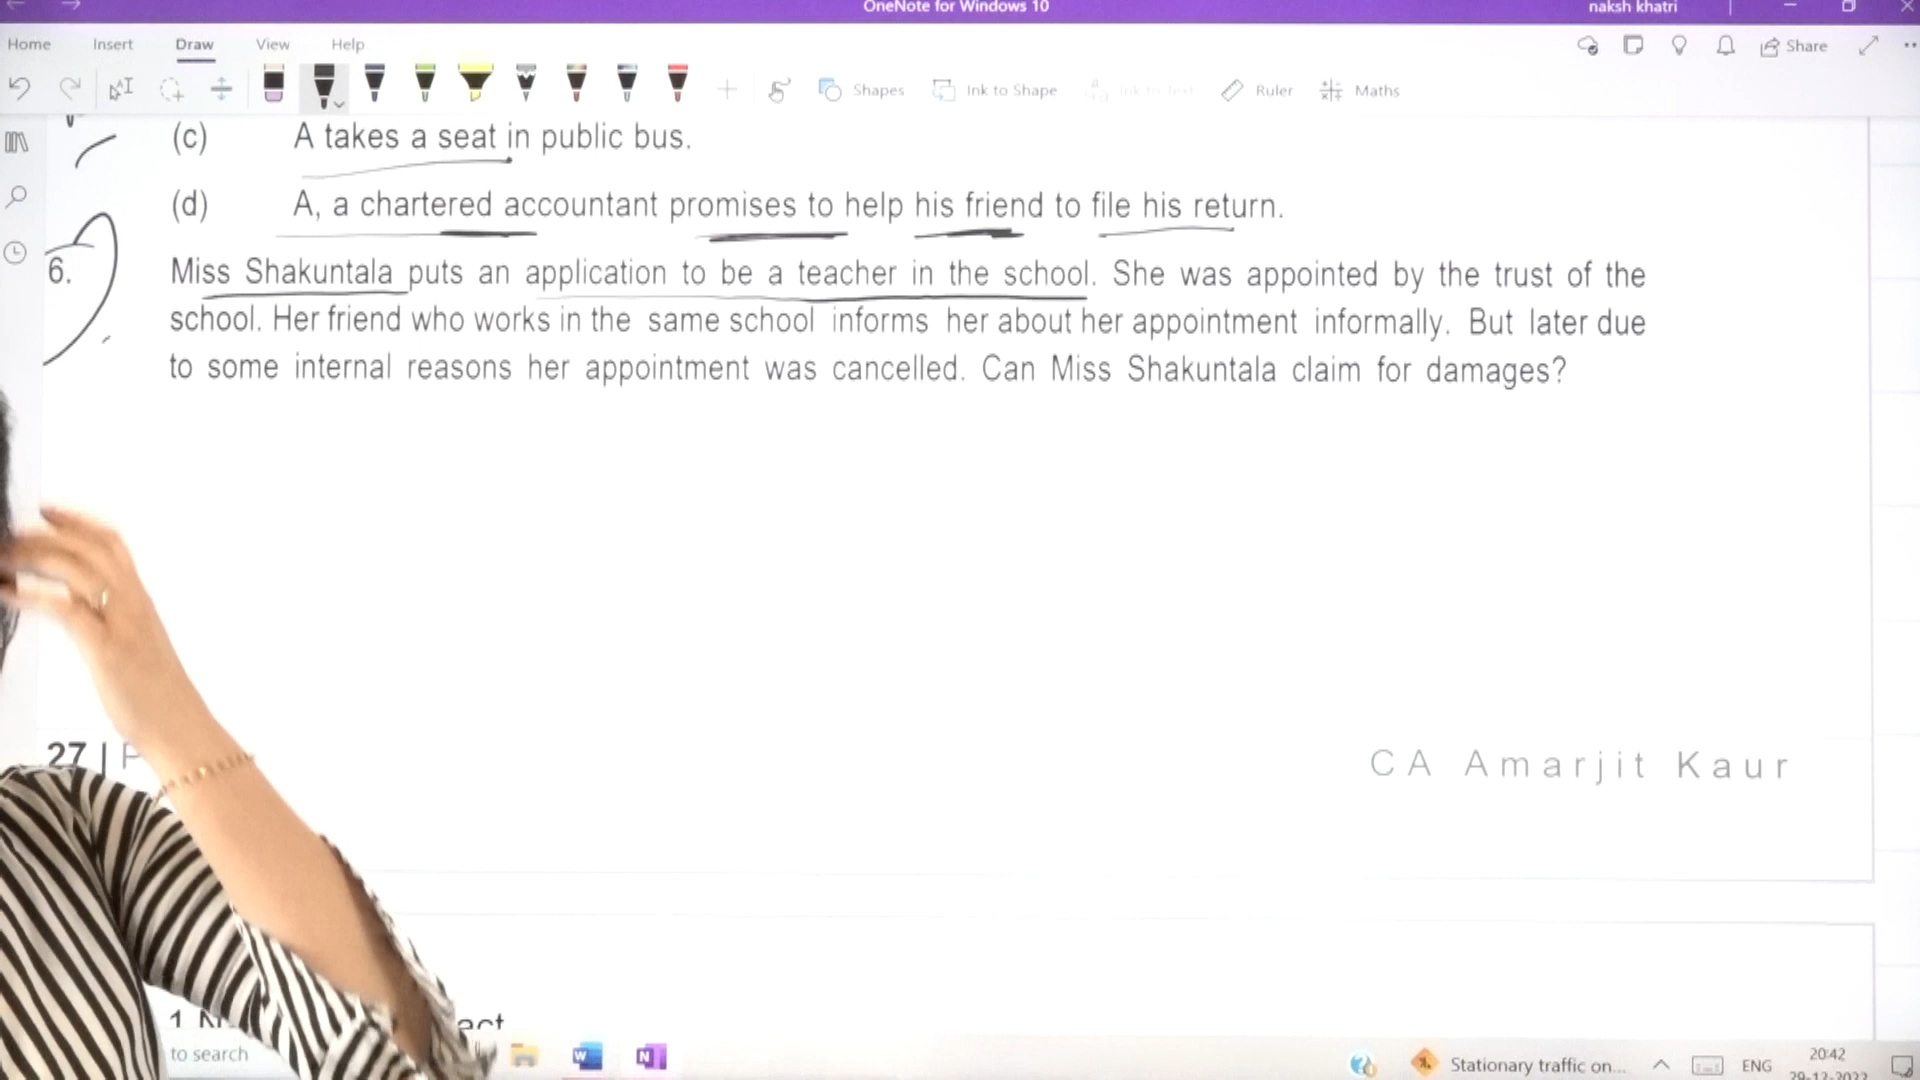 OneNote for Windows 10
naksh khatri
Home Insert Draw View Help
Share
Shapes Ink to Shape Ink to Text Ruler Maths
(c) A takes a seat in public bus.
(d) A, a chartered accountant promises to help his friend to file his return.
6. Miss Shakuntala puts an application to be a teacher in the school. She was appointed by the trust of the
school. Her friend who works in the same school informs her about her appointment informally. But later due
to some internal reasons her appointment was cancelled. Can Miss Shakuntala claim for damages?
27 | P
CA Amarjit Kaur
to search
Stationary traffic on...
ENG
20:42